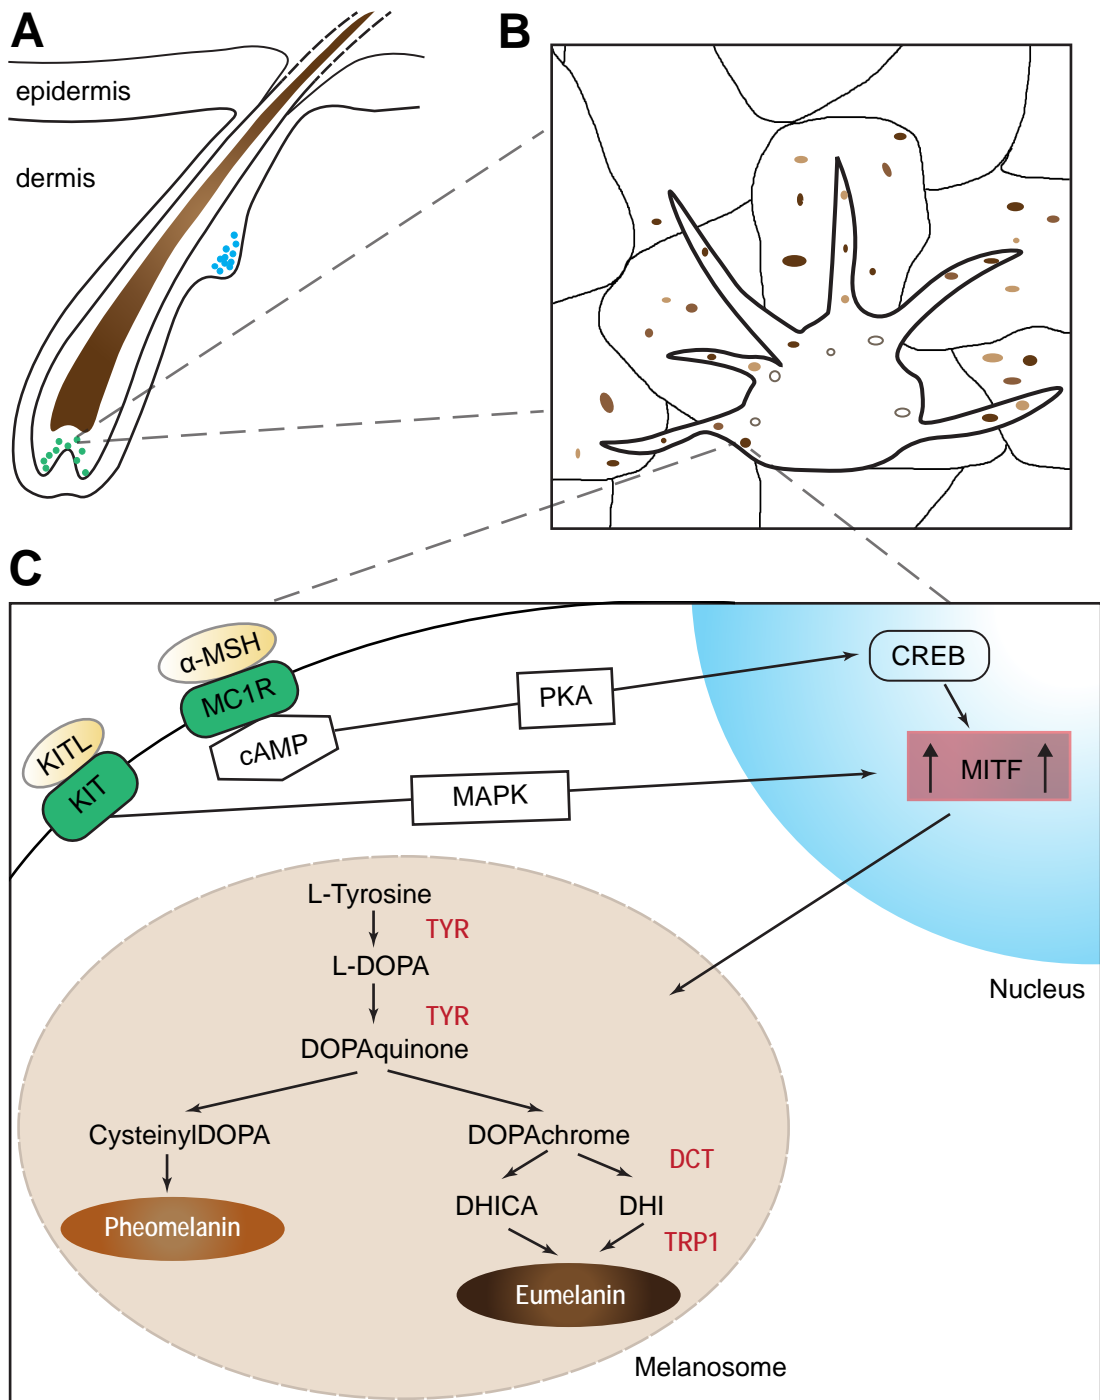 A
B
epidermis
dermis
C
α-MSH
MC1R
cAMP
KITL
KIT
PKA
MAPK
CREB
MITF
Nucleus
L-Tyrosine
TYR
L-DOPA
TYR
DOPAquinone
CysteinylDOPA
DOPAchrome
DCT
DHICA
DHI
Pheomelanin
TRP1
Eumelanin
Melanosome